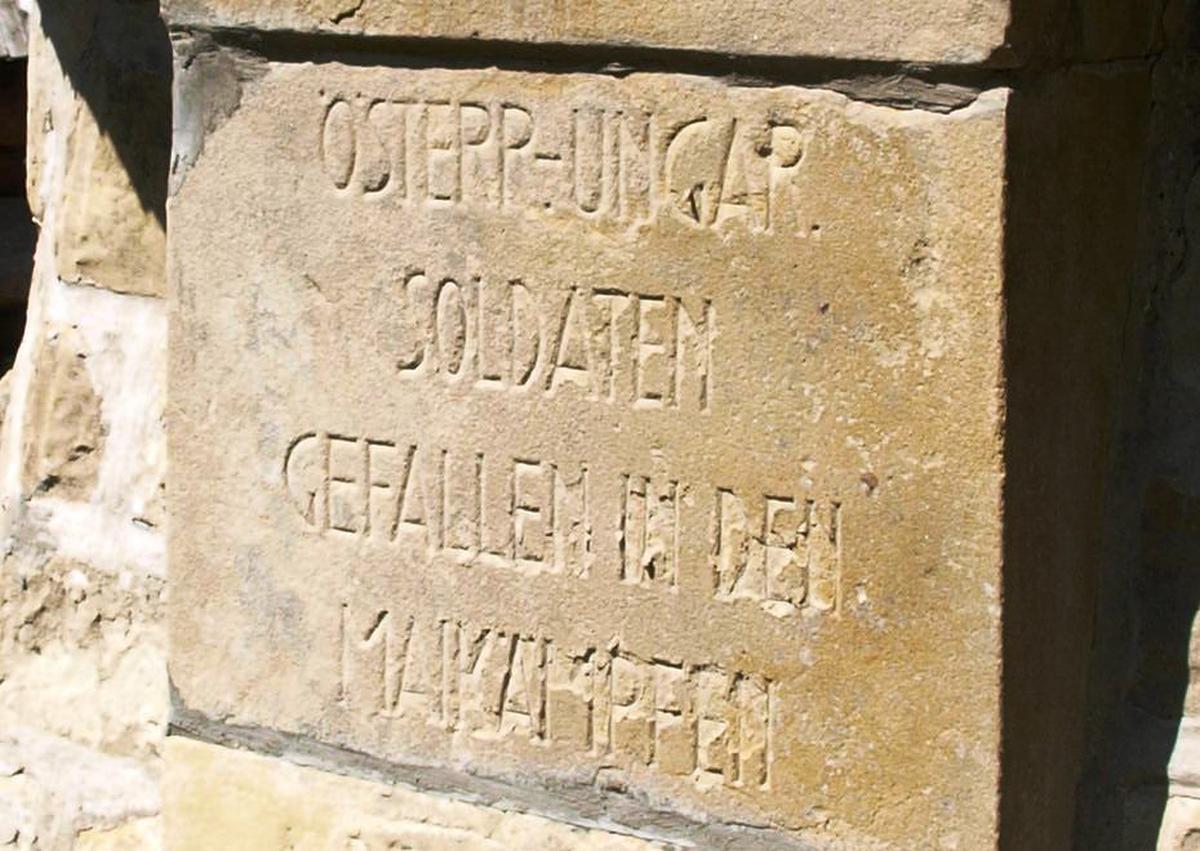 ÖSTERR-UNGAR.
SOLDATEN
GEFALLEN IN DEN
MAIKÄMPFEN